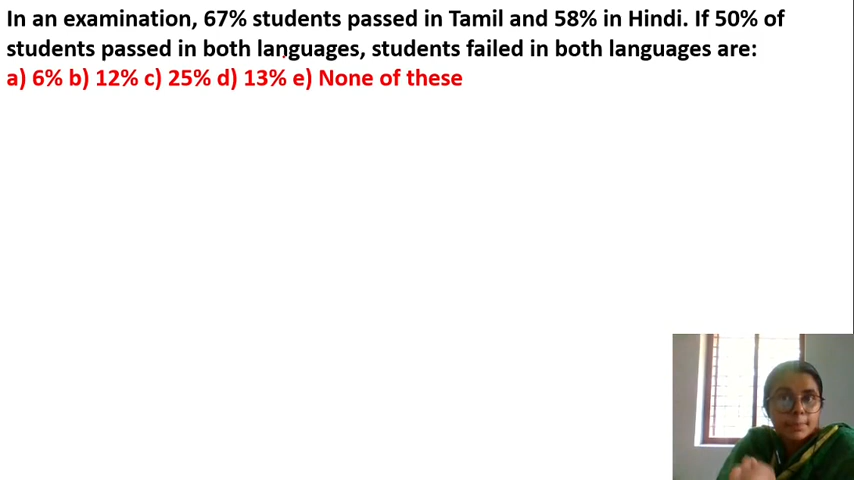 In an examination, 67% students passed in Tamil and 58% in Hindi. If 50% of
students passed in both languages, students failed in both languages are:
a) 6% b) 12% c) 25% d) 13% e) None of these